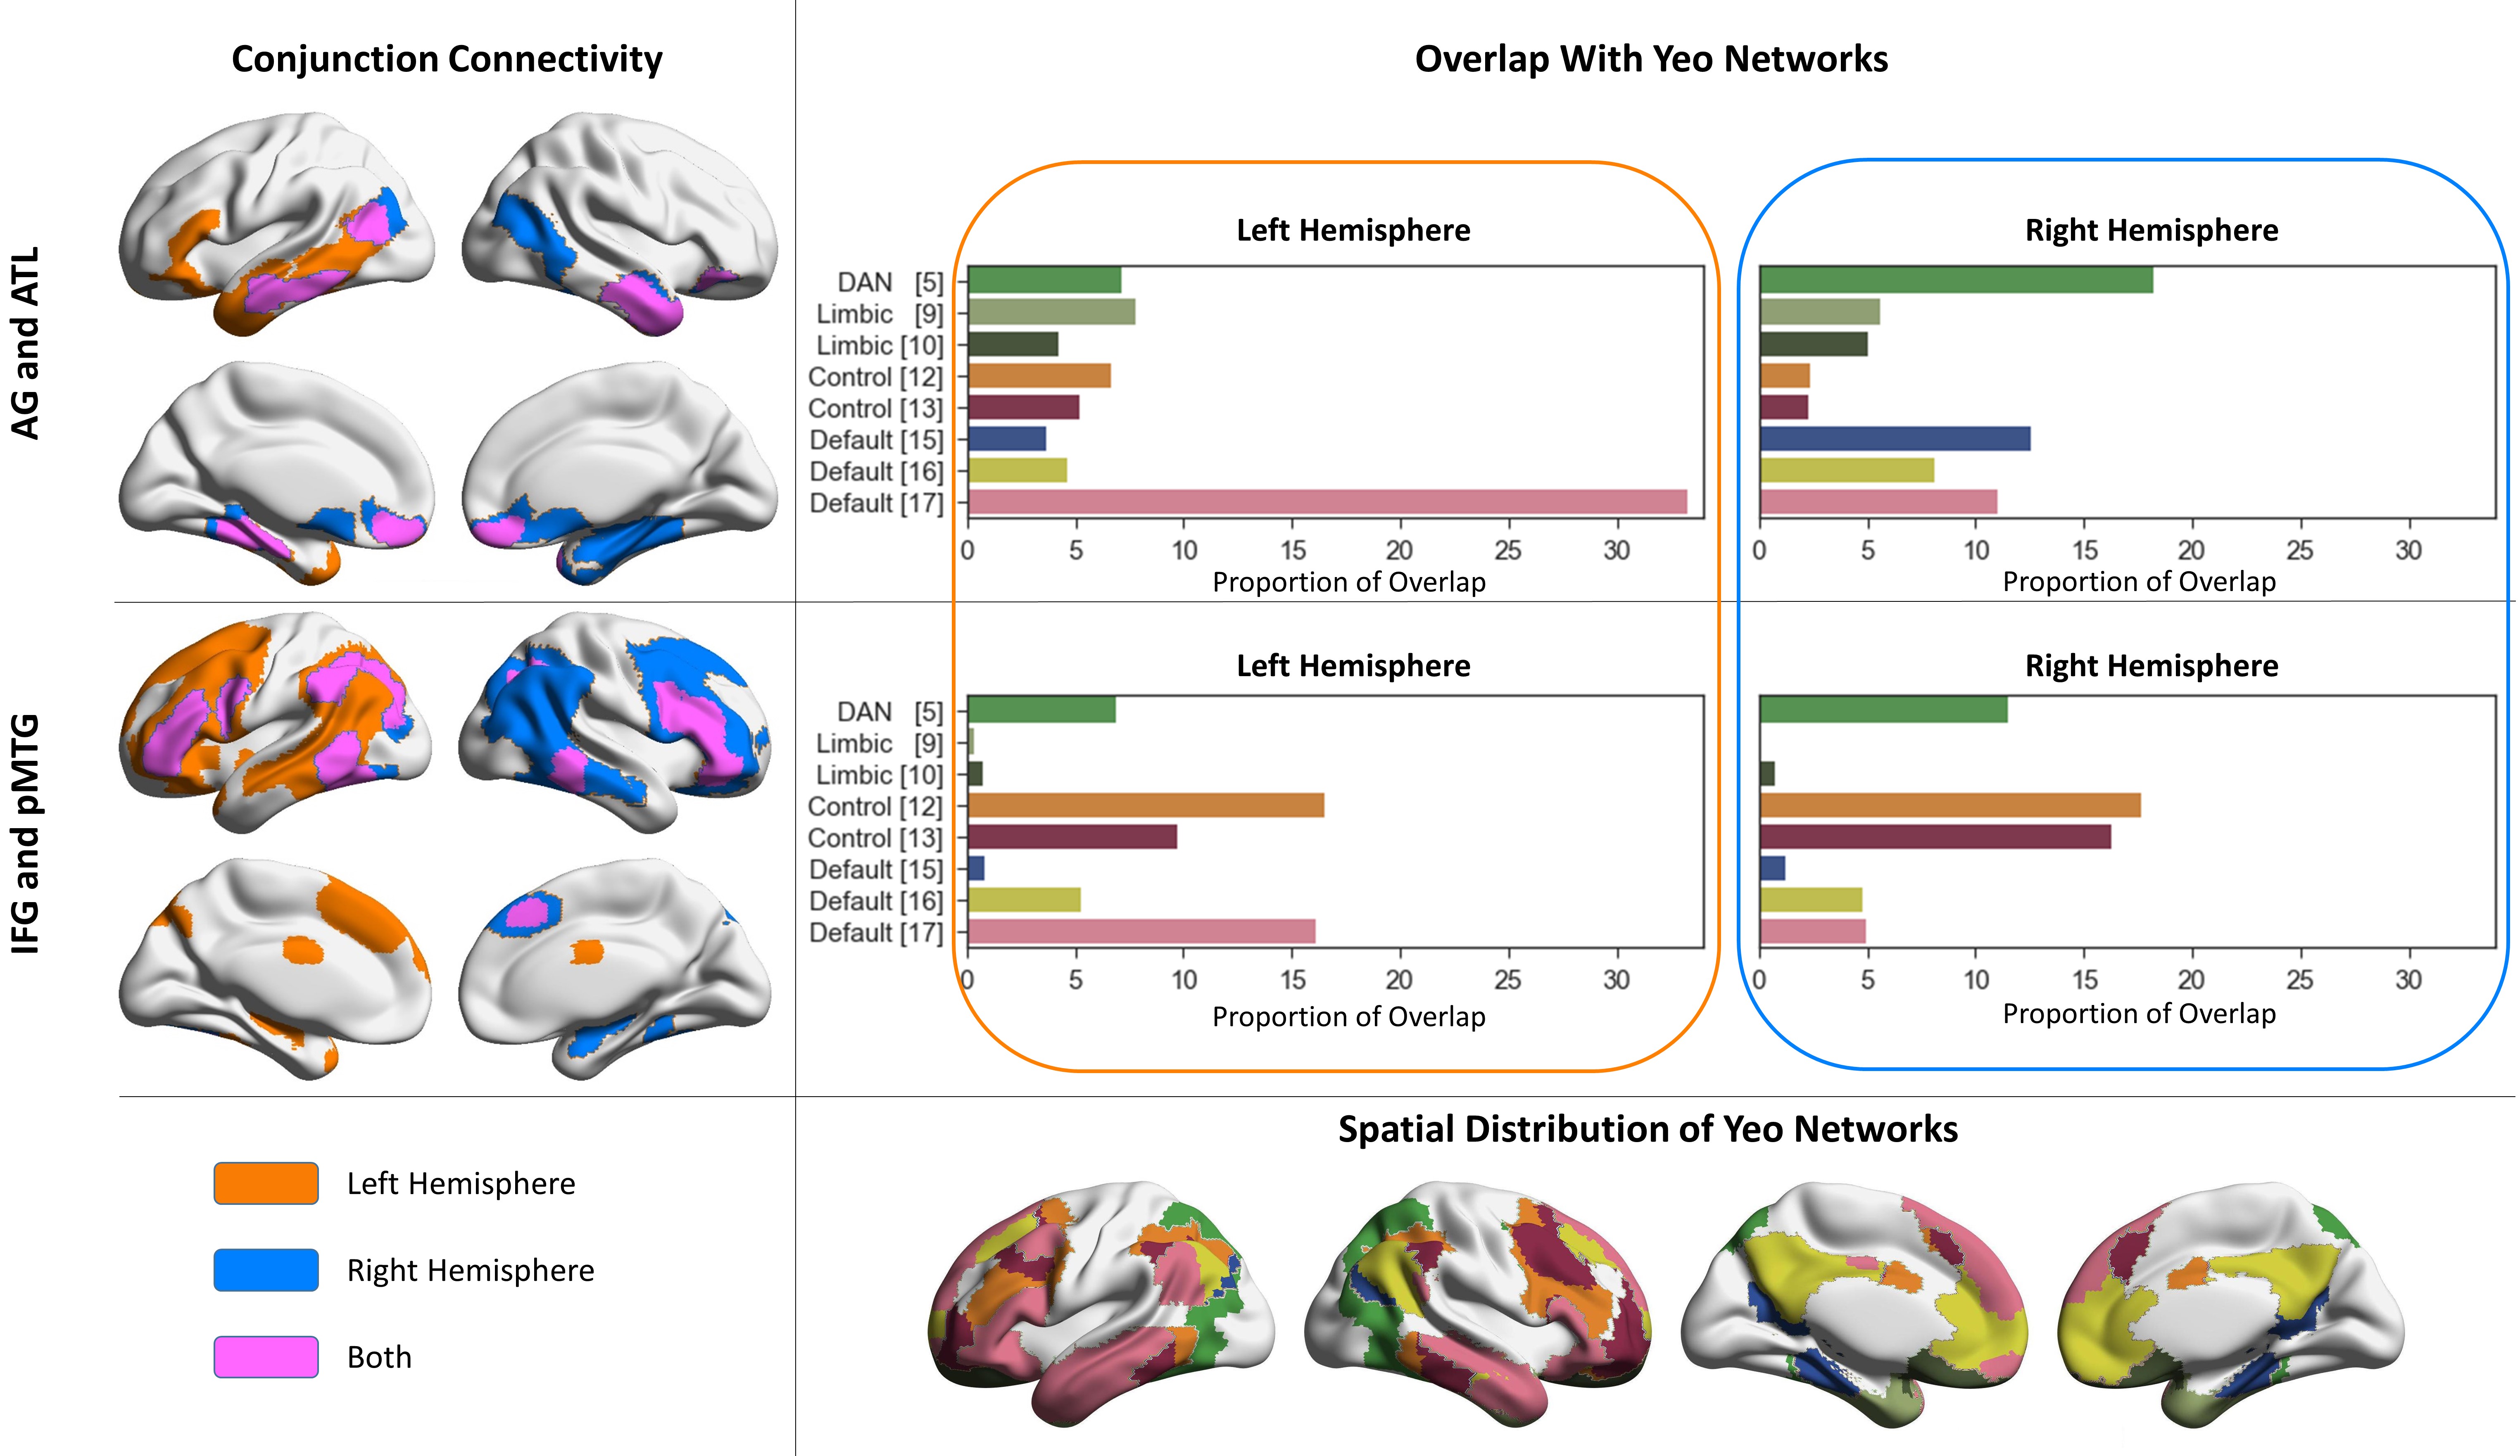 Conjunction Connectivity
Overlap With Yeo Networks
AG and ATL
Left Hemisphere
DAN [5]
Limbic [9]
Limbic [10]
Control [12]
Control [13]
Default [15]
Default [16]
Default [17]
0 5 10 15 20 25 30
Proportion of Overlap
Right Hemisphere
0 5 10 15 20 25 30
Proportion of Overlap
IFG and pMTG
Left Hemisphere
DAN [5]
Limbic [9]
Limbic [10]
Control [12]
Control [13]
Default [15]
Default [16]
Default [17]
0 5 10 15 20 25 30
Proportion of Overlap
Right Hemisphere
0 5 10 15 20 25 30
Proportion of Overlap
Left Hemisphere
Right Hemisphere
Both
Spatial Distribution of Yeo Networks